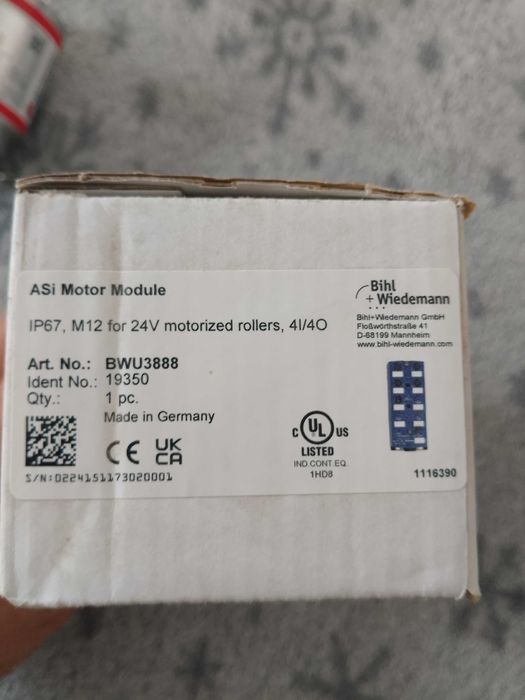 ASi Motor Module
Bihl
+Wiedemann
IP67, M12 for 24V motorized rollers, 4I/4O
Bihl+Wiedemann GmbH
Floßwörthstraße 41
D-68199 Mannheim
www.bihl-wiedemann.com
Art. No.: BWU3888
Ident No.: 19350
Qty.: 1 pc.
Made in Germany
CE UK
CA
C UL US
LISTED
IND.CONT.EQ.
1HD8
S/N:0224151173020001
1116390